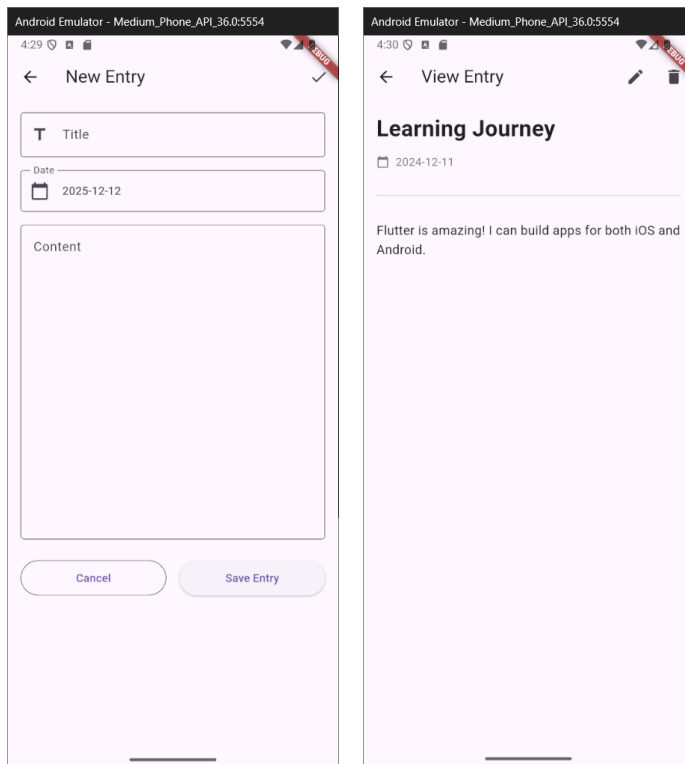 Android Emulator - Medium_Phone_API_36.0:5554
4:29
DEBUG
New Entry
Title
Date
2025-12-12
Content
Cancel
Save Entry
Android Emulator - Medium_Phone_API_36.0:5554
4:30
DEBUG
View Entry
Learning Journey
2024-12-11
Flutter is amazing! I can build apps for both iOS and
Android.